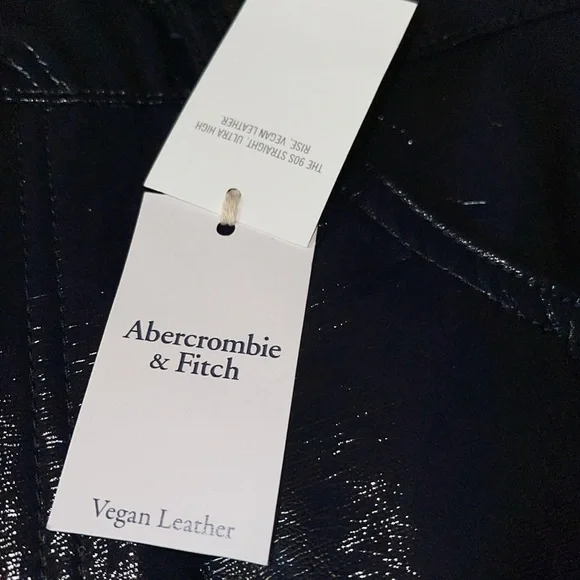 THE 90S STRAIGHT, ULTRA HIGH
RISE. VEGAN LEATHER.
Abercrombie
& Fitch
Vegan Leather